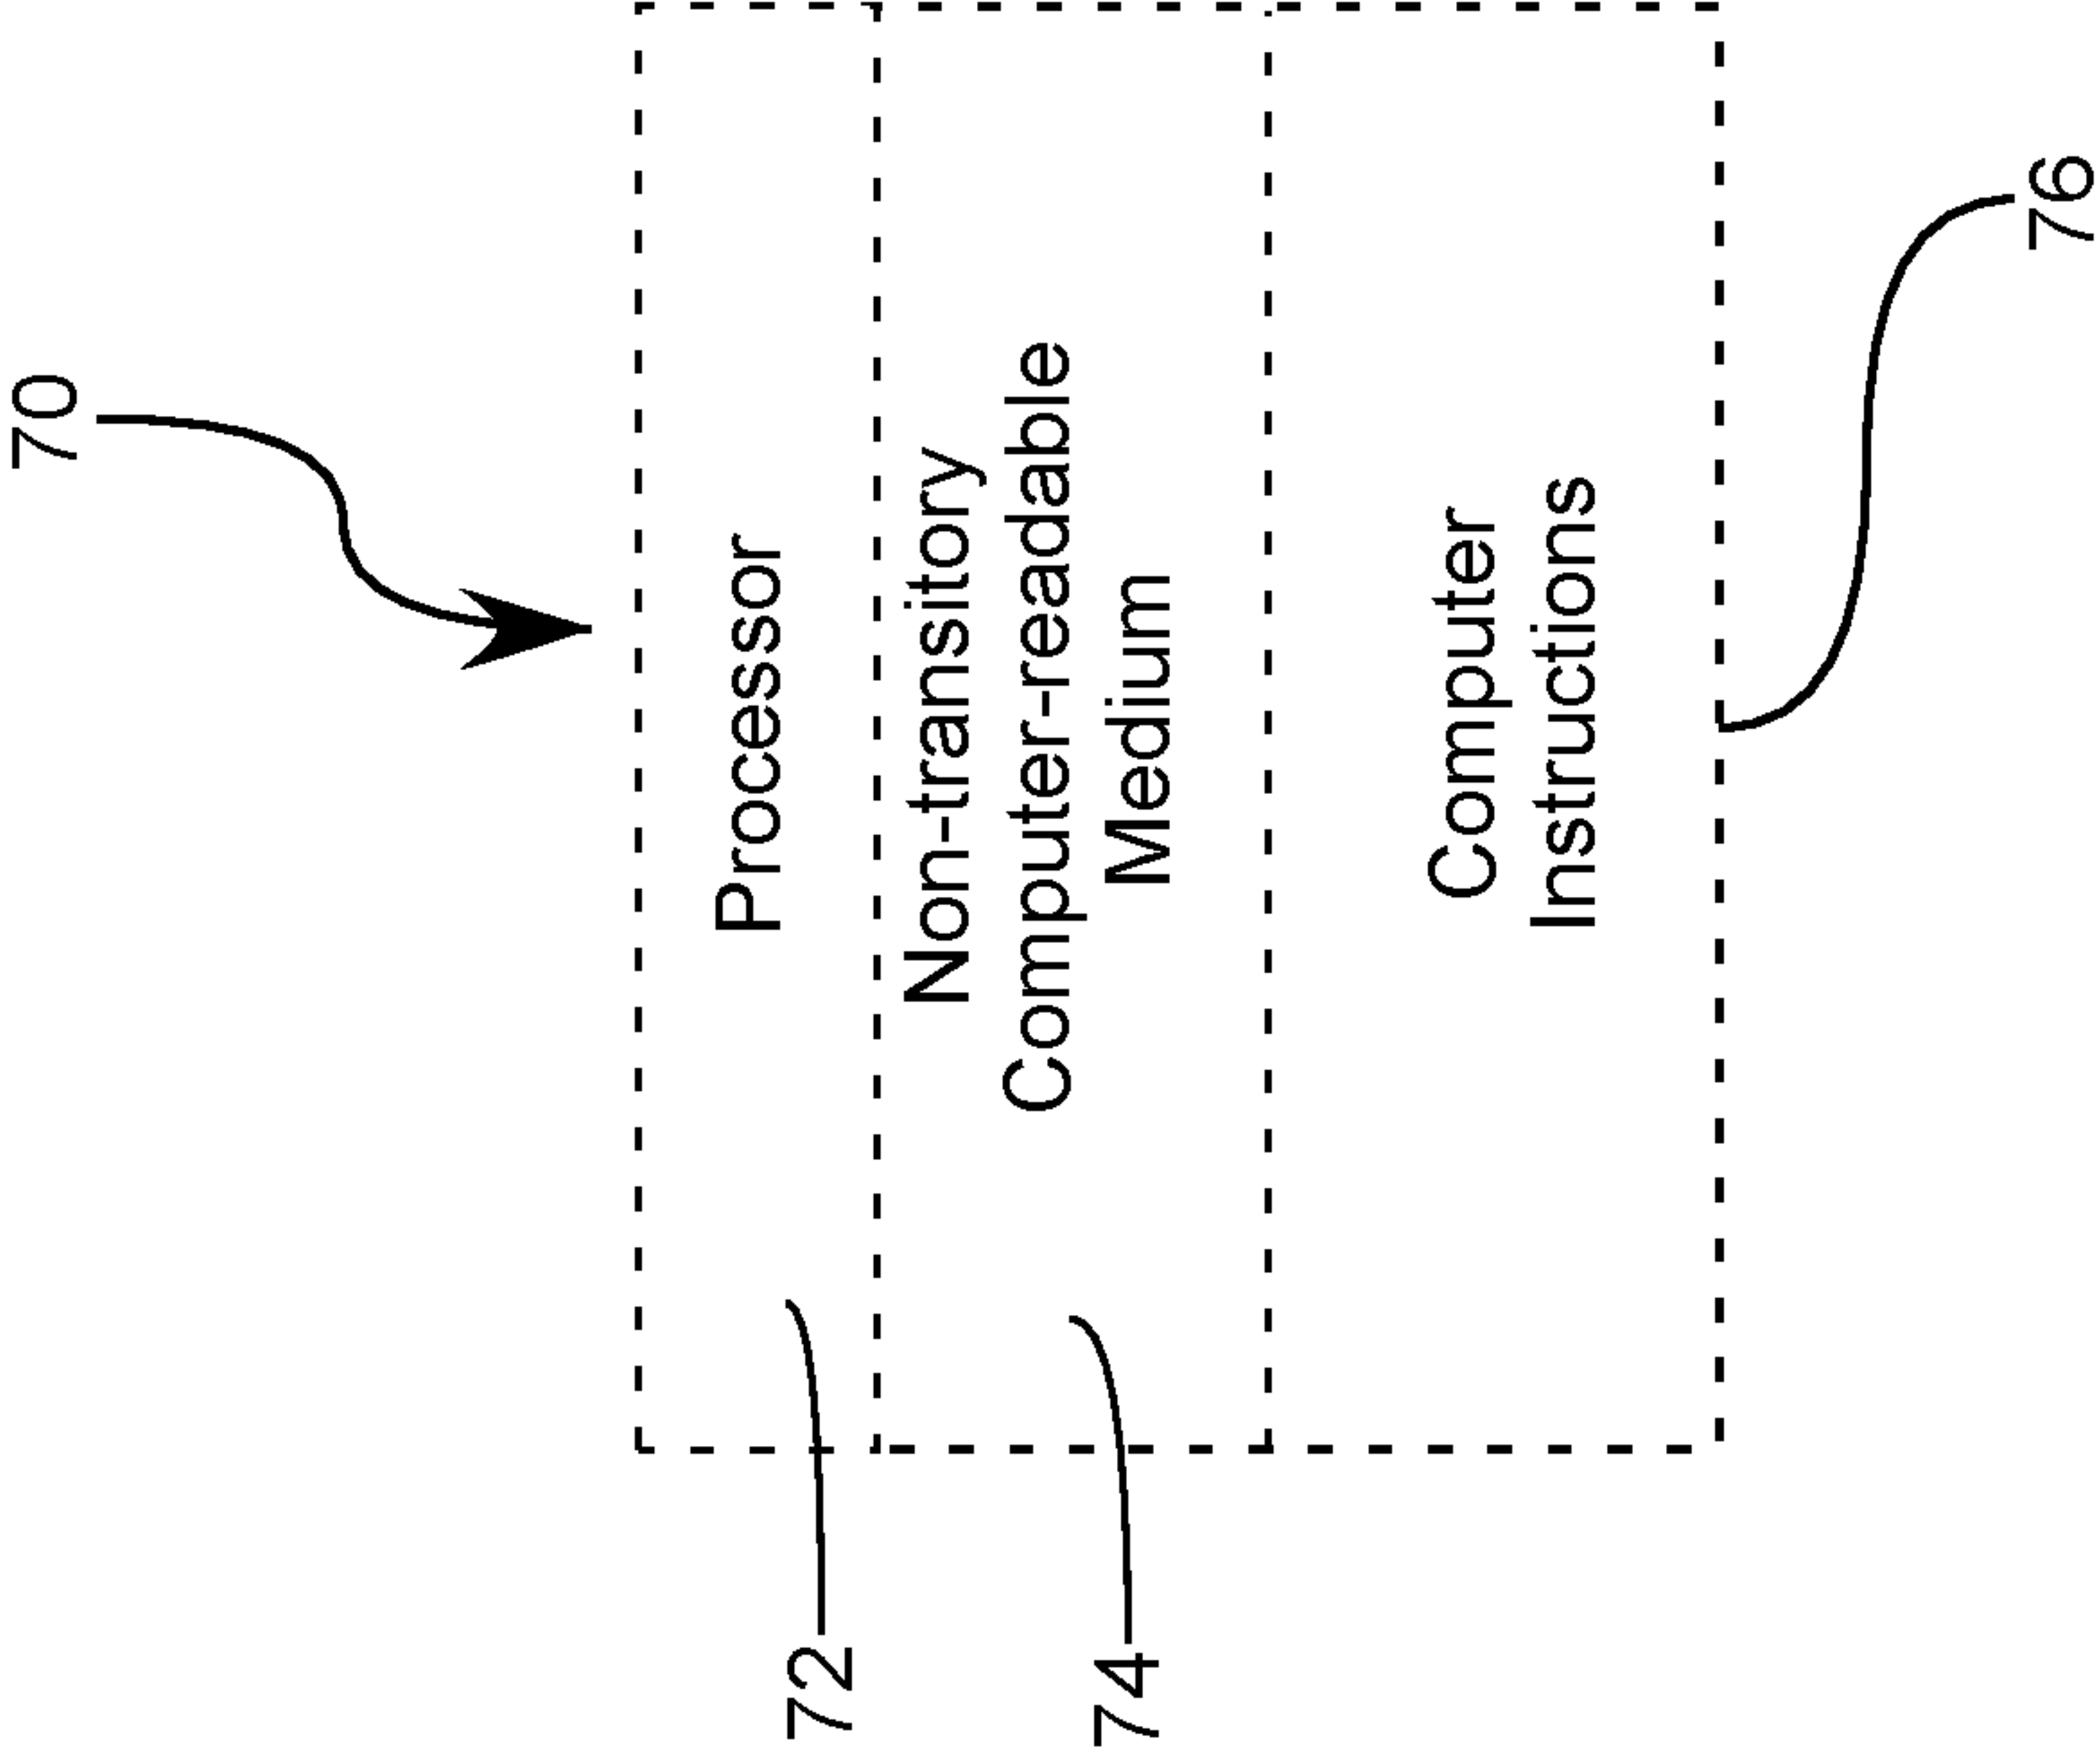 70
Processor
72
Non-transitory
Computer-readable
Medium
74
Computer
Instructions
76